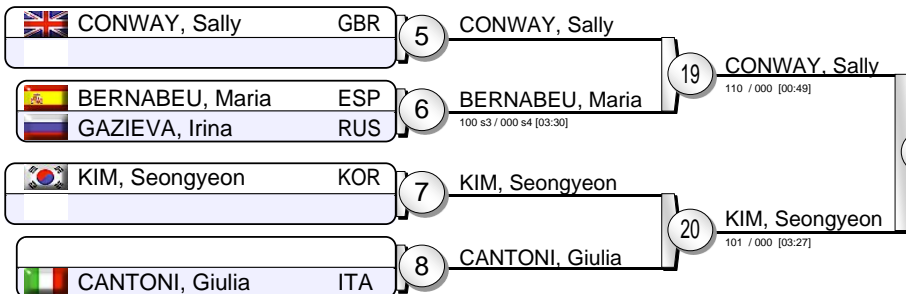 CONWAY, Sally GBR
5
CONWAY, Sally
BERNABEU, Maria ESP
GAZIEVA, Irina RUS
6
BERNABEU, Maria
100 s3 / 000 s4 [03:30]
19
CONWAY, Sally
110 / 000 [00:49]
KIM, Seongyeon KOR
7
KIM, Seongyeon
CANTONI, Giulia ITA
8
CANTONI, Giulia
20
KIM, Seongyeon
101 / 000 [03:27]